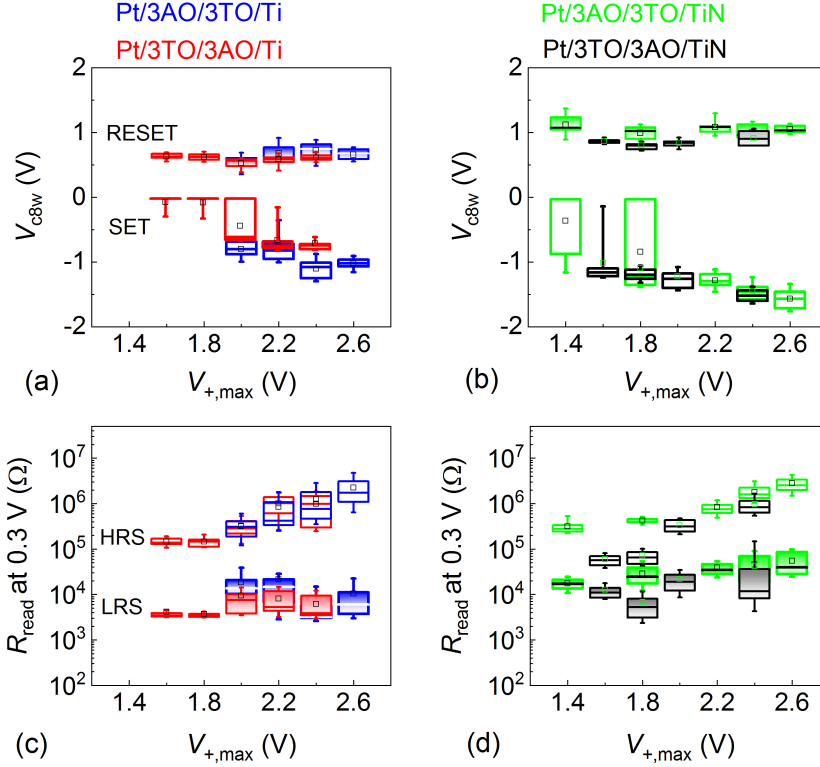 Pt/3AO/3TO/Ti
Pt/3TO/3AO/Ti
Pt/3AO/3TO/TiN
Pt/3TO/3AO/TiN
2
1
0
-1
-2
V_c8w (V)
RESET
SET
1.4 1.8 2.2 2.6
(a)
V_+,max (V)
2
1
0
-1
-2
V_c8w (V)
1.4 1.8 2.2 2.6
(b)
V_+,max (V)
10^7
10^6
10^5
10^4
10^3
10^2
R_read at 0.3 V (Ω)
HRS
LRS
1.4 1.8 2.2 2.6
(c)
V_+,max (V)
10^7
10^6
10^5
10^4
10^3
10^2
R_read at 0.3 V (Ω)
1.4 1.8 2.2 2.6
(d)
V_+,max (V)